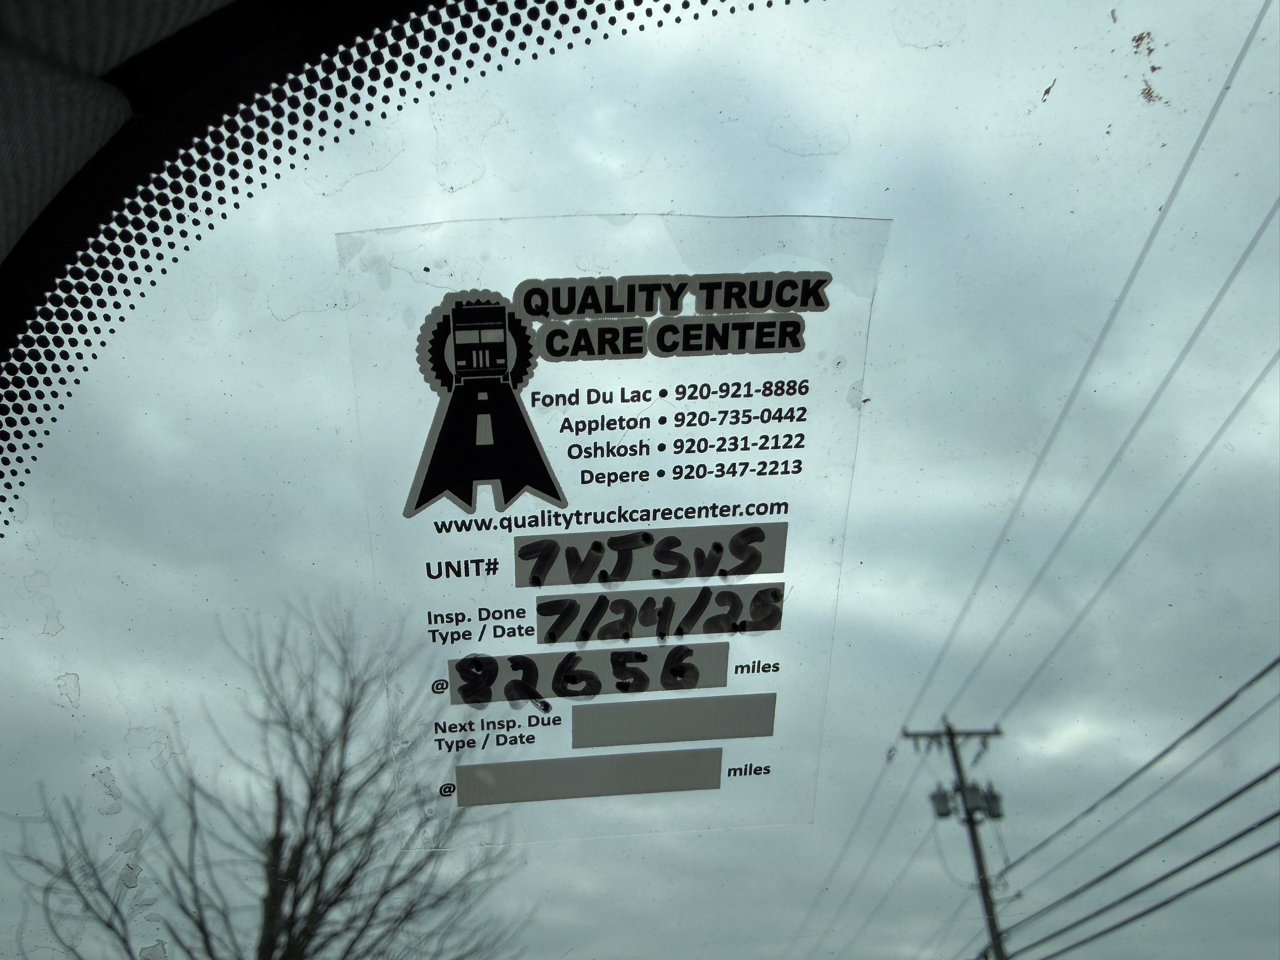 QUALITY TRUCK
CARE CENTER
Fond Du Lac • 920-921-8886
Appleton • 920-735-0442
Oshkosh • 920-231-2122
Depere • 920-347-2213
www.qualitytruckcarecenter.com
UNIT#
Insp. Done
Type / Date 7/24/25
@ 82656 miles
Next Insp. Due
Type / Date
@ miles